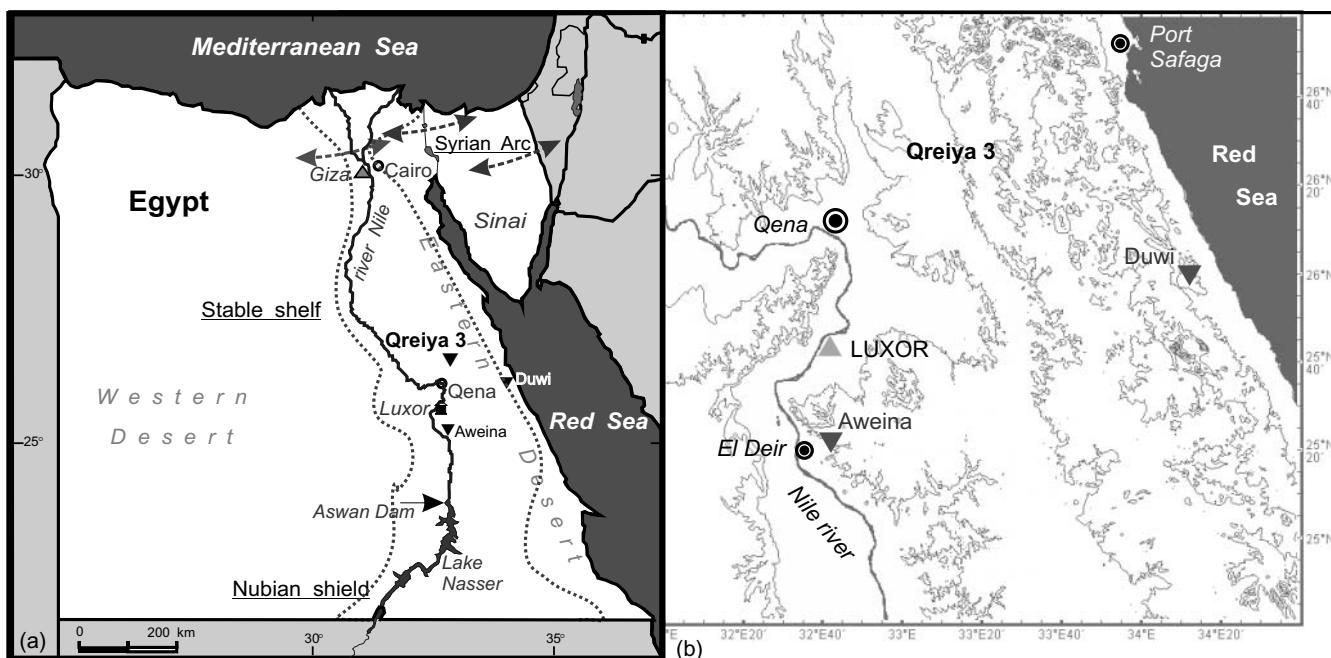 Mediterranean Sea
Syrian Arc
30
Giza
Cairo
Egypt
Sinai
river Nile
Eastern Desert
Stable shelf
Qreiya 3
Duwi
Qena
Western
Desert
Luxor
Red Sea
25
Aweina
Aswan Dam
Lake
Nasser
Nubian shield
(a)
0 200 km
30°
35°
Port
Safaga
26°N
40'
Qreiya 3
Red
Sea
26°N
20'
Qena
Duwi
26°N
LUXOR
25°N
40'
Aweina
El Deir
25°N
20'
Nile river
25°N
(b)
°E
32°E20'
32°E40'
33°E
33°E20'
33°E40'
34°E
34°E20'